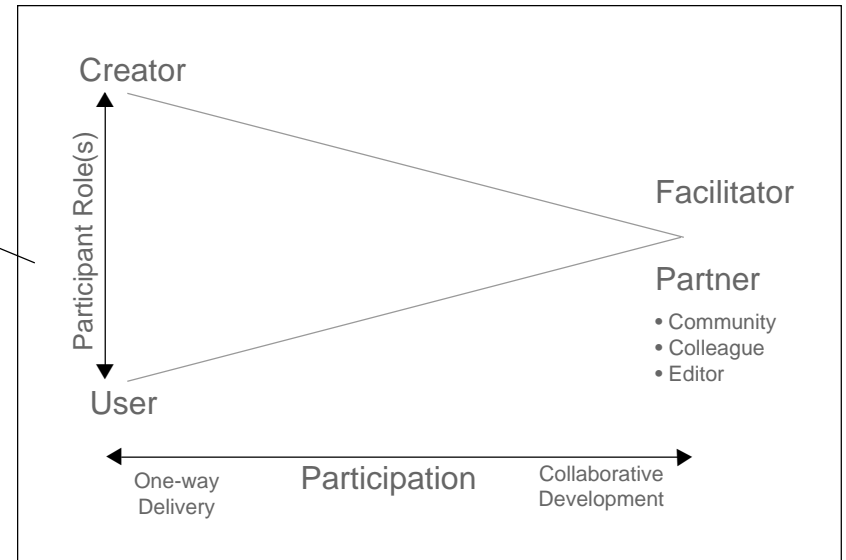 Creator
Participant Role(s)
User
Facilitator
Partner
• Community
• Colleague
• Editor
One-way
Delivery
Participation
Collaborative
Development